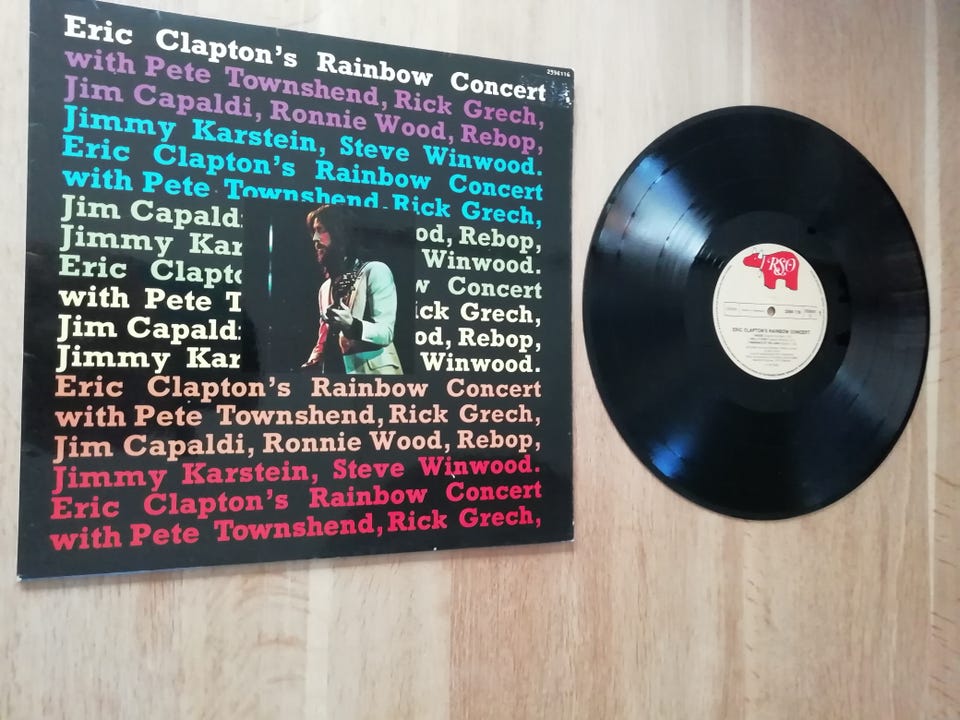 Eric Clapton's Rainbow Concert
2394116
with Pete Townshend, Rick Grech,
Jim Capaldi, Ronnie Wood, Rebop,
Jimmy Karstein, Steve Winwood.
Eric Clapton's Rainbow Concert
with Pete Townshend, Rick Grech,
Jim Capaldi od, Rebop,
Jimmy Kar Winwood.
Eric Clapto w Concert
with Pete T ick Grech,
Jim Capaldi od, Rebop,
Jimmy Kar Winwood.
Eric Clapton's Rainbow Concert
with Pete Townshend, Rick Grech,
Jim Capaldi, Ronnie Wood, Rebop,
Jimmy Karstein, Steve Winwood.
Eric Clapton's Rainbow Concert
with Pete Townshend, Rick Grech,
RSO
ERIC CLAPTON'S RAINBOW CONCERT